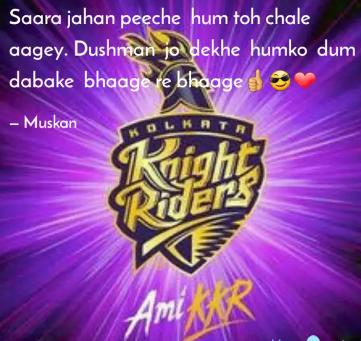 Saara jahan peeche hum toh chale
aagey. Dushman jo dekhe humko dum
dabake bhaage re bhaage👍😎❤️
— Muskan
KOLKATA
Knight
Riders
Ami KKR